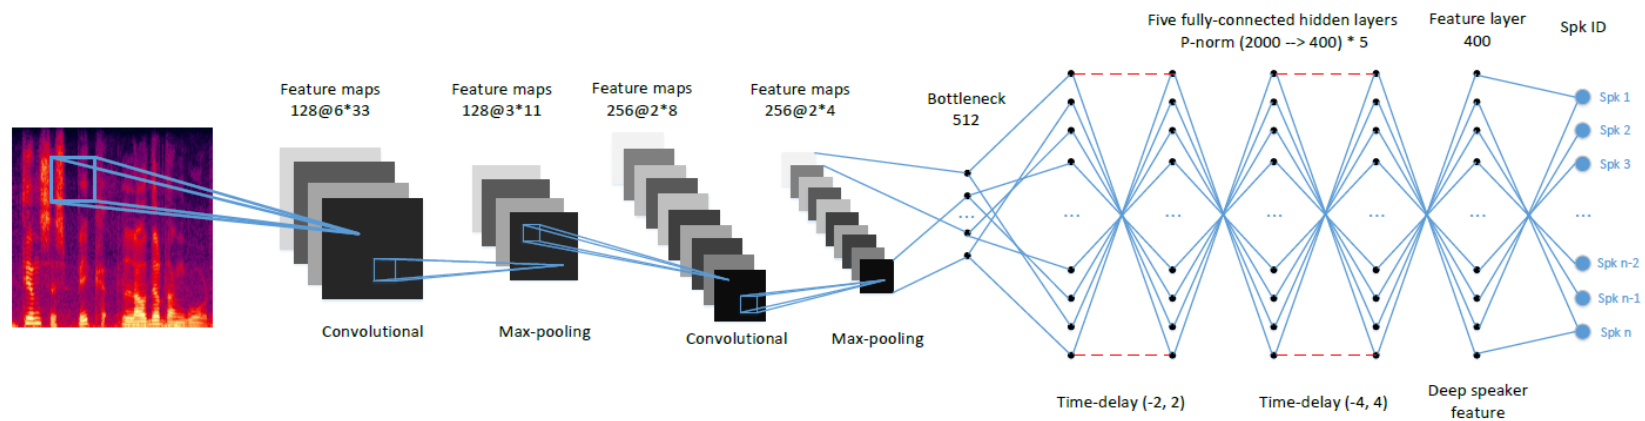 Feature maps
128@6*33
Feature maps
128@3*11
Feature maps
256@2*8
Feature maps
256@2*4
Bottleneck
512
Five fully-connected hidden layers
P-norm (2000 --> 400) * 5
Feature layer
400
Spk ID
Spk 1
Spk 2
Spk 3
...
...
...
...
...
...
...
Spk n-2
Spk n-1
Spk n
Convolutional
Max-pooling
Convolutional
Max-pooling
Time-delay (-2, 2)
Time-delay (-4, 4)
Deep speaker
feature